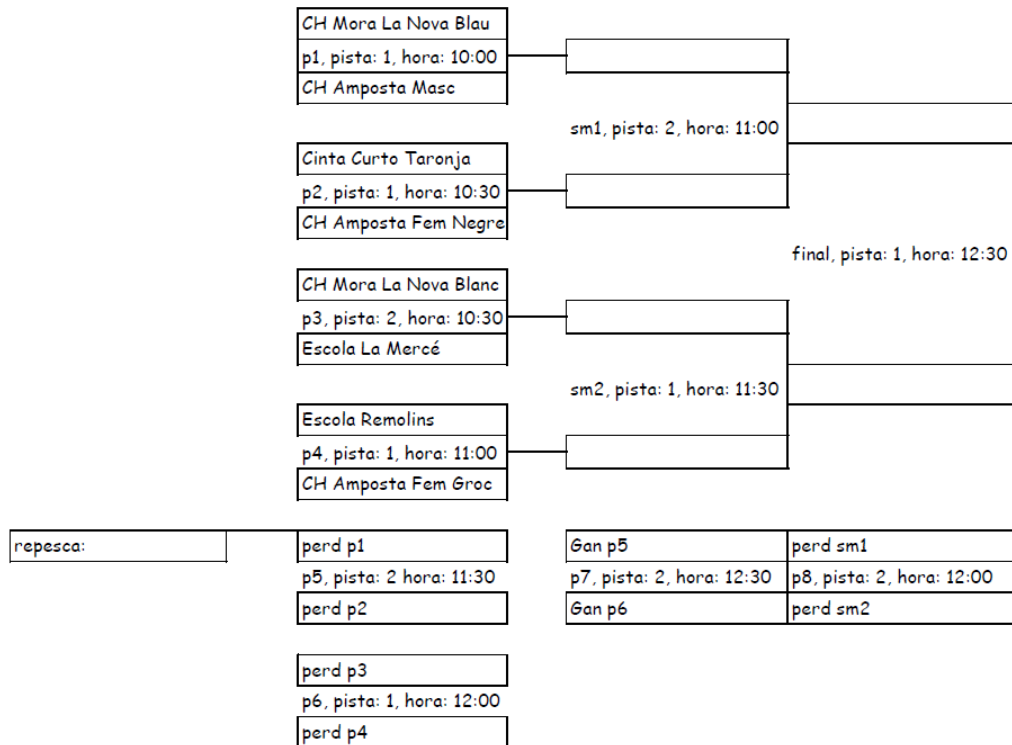 CH Mora La Nova Blau
p1, pista: 1, hora: 10:00
CH Amposta Masc
sm1, pista: 2, hora: 11:00
Cinta Curto Taronja
p2, pista: 1, hora: 10:30
CH Amposta Fem Negre
final, pista: 1, hora: 12:30
CH Mora La Nova Blanc
p3, pista: 2, hora: 10:30
Escola La Mercé
sm2, pista: 1, hora: 11:30
Escola Remolins
p4, pista: 1, hora: 11:00
CH Amposta Fem Groc
repesca:
perd p1
p5, pista: 2 hora: 11:30
perd p2
Gan p5
p7, pista: 2, hora: 12:30
Gan p6
perd sm1
p8, pista: 2, hora: 12:00
perd sm2
perd p3
p6, pista: 1, hora: 12:00
perd p4